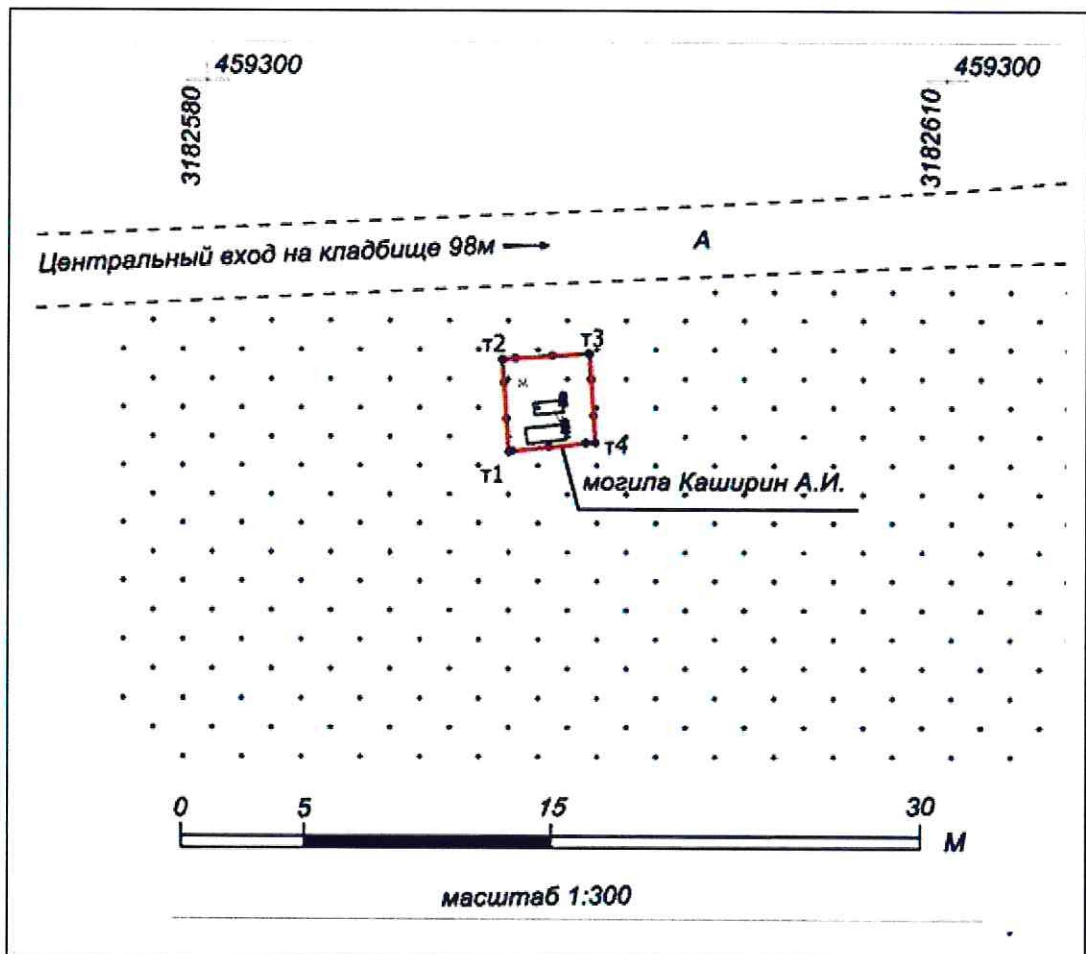 459300 459300
3182580 3182610
Центральный вход на кладбище 98м А
т2 т3
ж
т1 т4
могила Каширин А.И.
0 5 15 30
М
масштаб 1:300